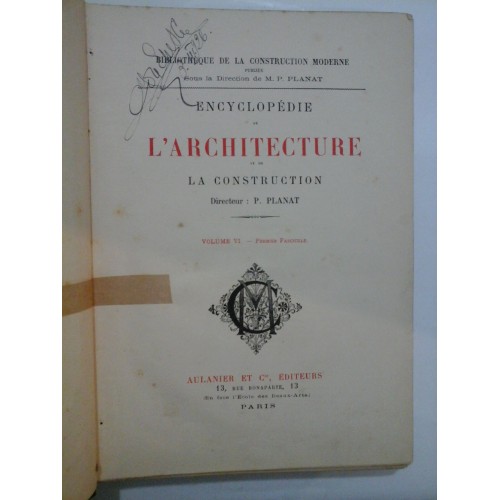 BIBLIOTHÈQUE DE LA CONSTRUCTION MODERNE
PUBLIÉE
Sous la Direction de M. P. PLANAT
ENCYCLOPÉDIE
DE
L'ARCHITECTURE
ET DE
LA CONSTRUCTION
Directeur : P. PLANAT
VOLUME VI. — Premier Fascicule
AULANIER ET Cie, ÉDITEURS
13, RUE BONAPARTE, 13
(En face l'École des Beaux-Arts)
PARIS